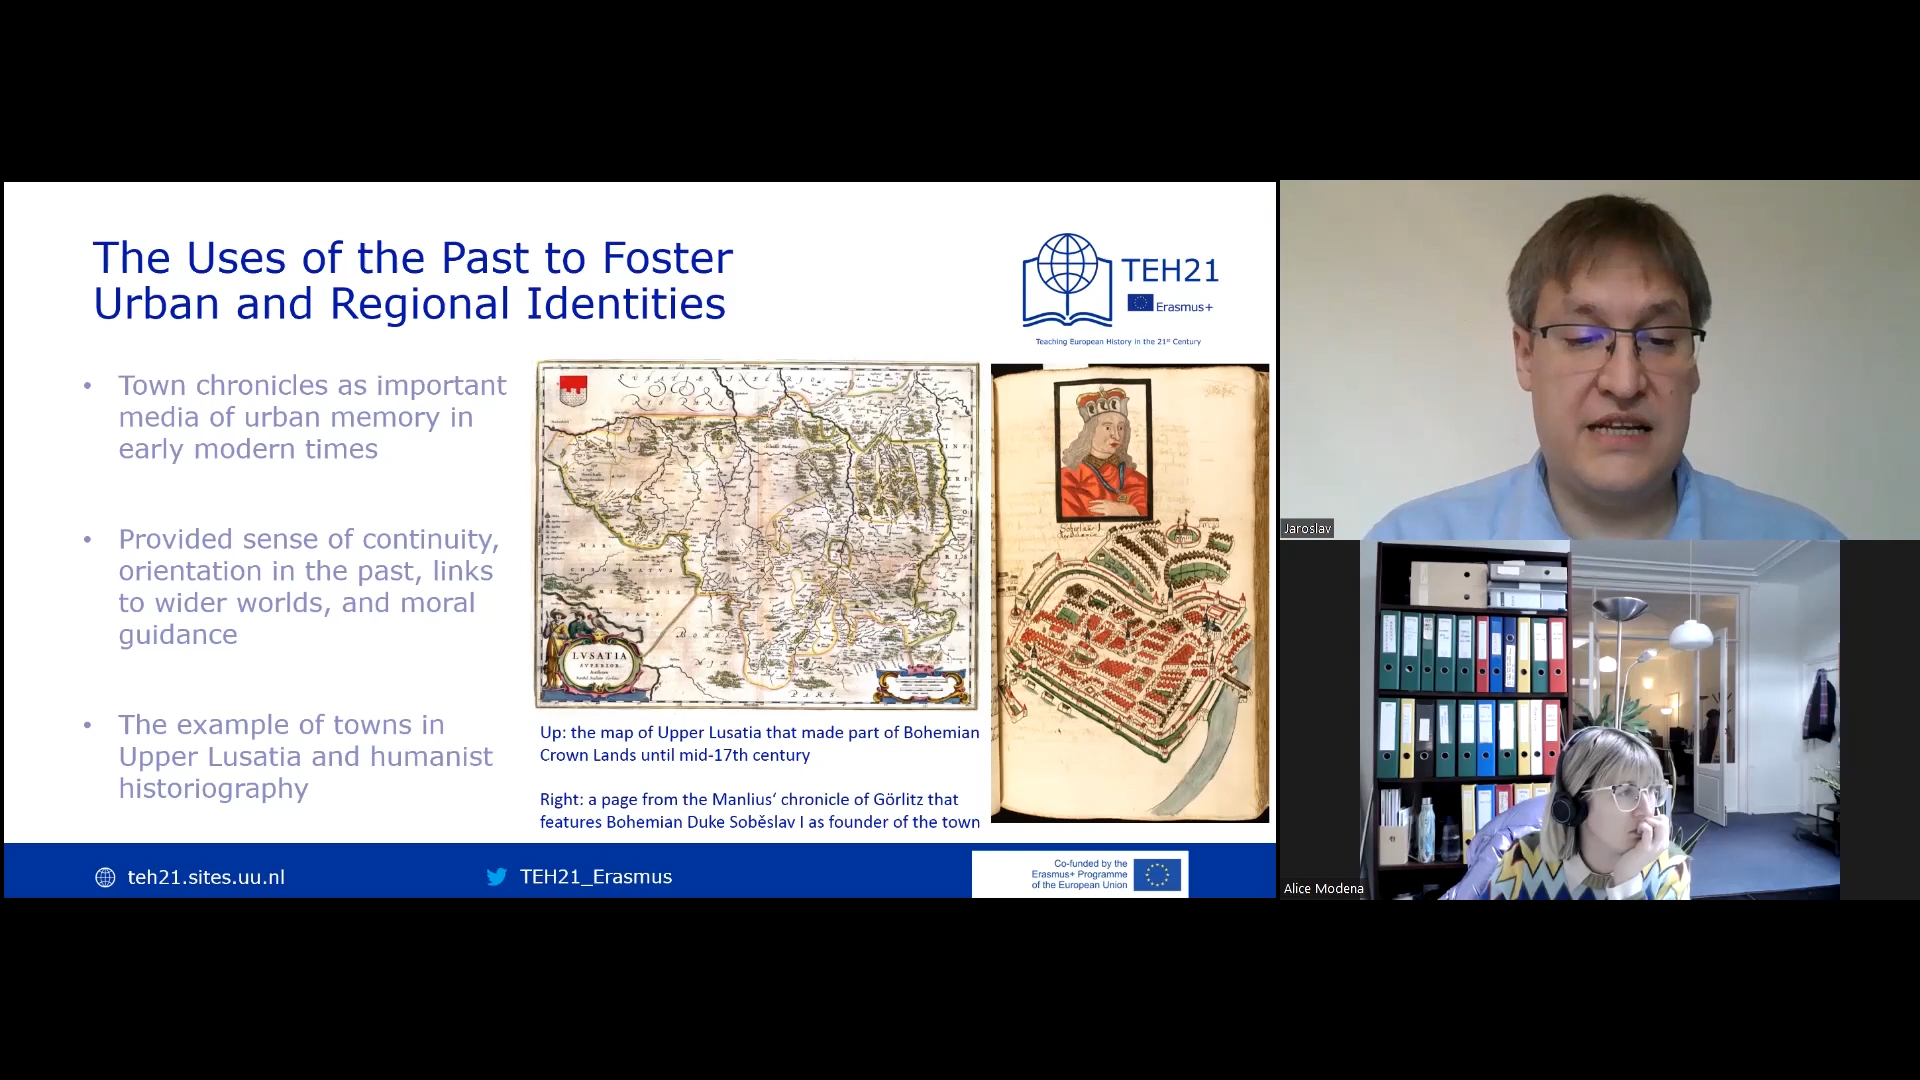 The Uses of the Past to Foster
Urban and Regional Identities
TEH21
Erasmus+
Teaching European History in the 21st Century
• Town chronicles as important
media of urban memory in
early modern times
• Provided sense of continuity,
orientation in the past, links
to wider worlds, and moral
guidance
• The example of towns in
Upper Lusatia and humanist
historiography
LVSATIA
SVPERIOR.
Up: the map of Upper Lusatia that made part of Bohemian
Crown Lands until mid-17th century
Right: a page from the Manlius‘ chronicle of Görlitz that
features Bohemian Duke Soběslav I as founder of the town
teh21.sites.uu.nl
TEH21_Erasmus
Co-funded by the
Erasmus+ Programme
of the European Union
Jaroslav
Alice Modena